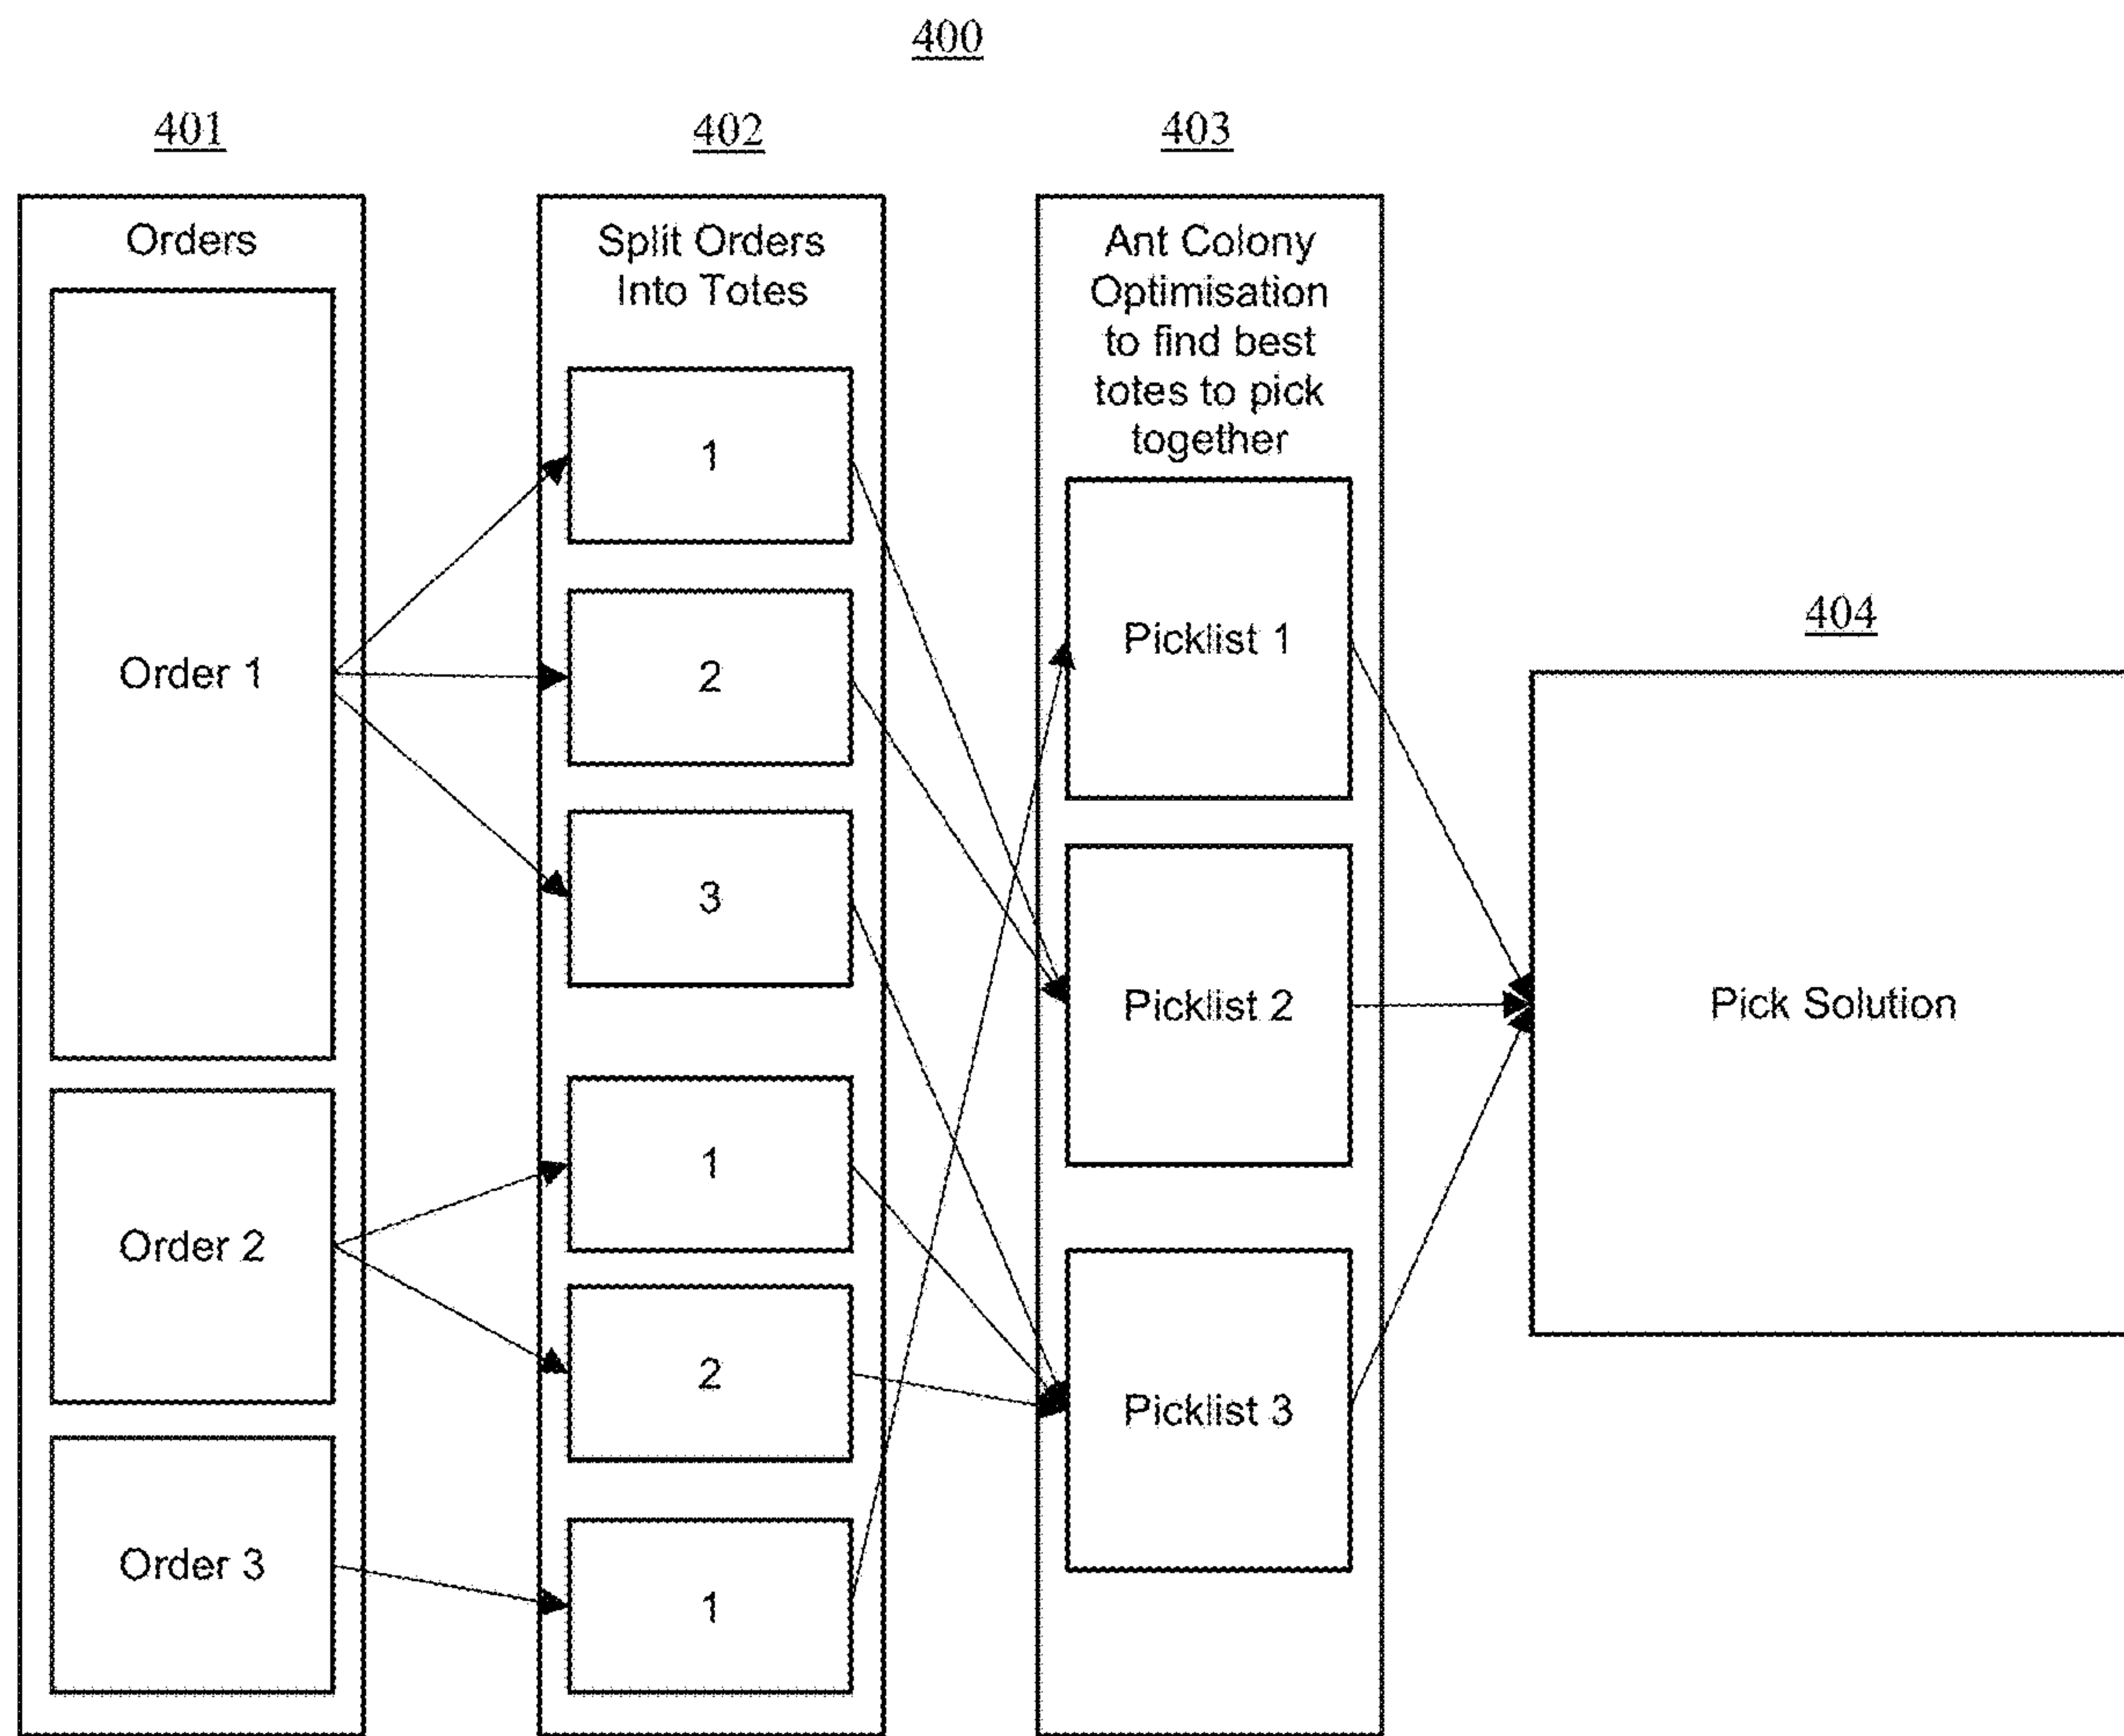 400
401
Orders
Order 1
Order 2
Order 3
402
Split Orders
Into Totes
1
2
3
1
2
1
403
Ant Colony
Optimisation
to find best
totes to pick
together
Picklist 1
Picklist 2
Picklist 3
404
Pick Solution